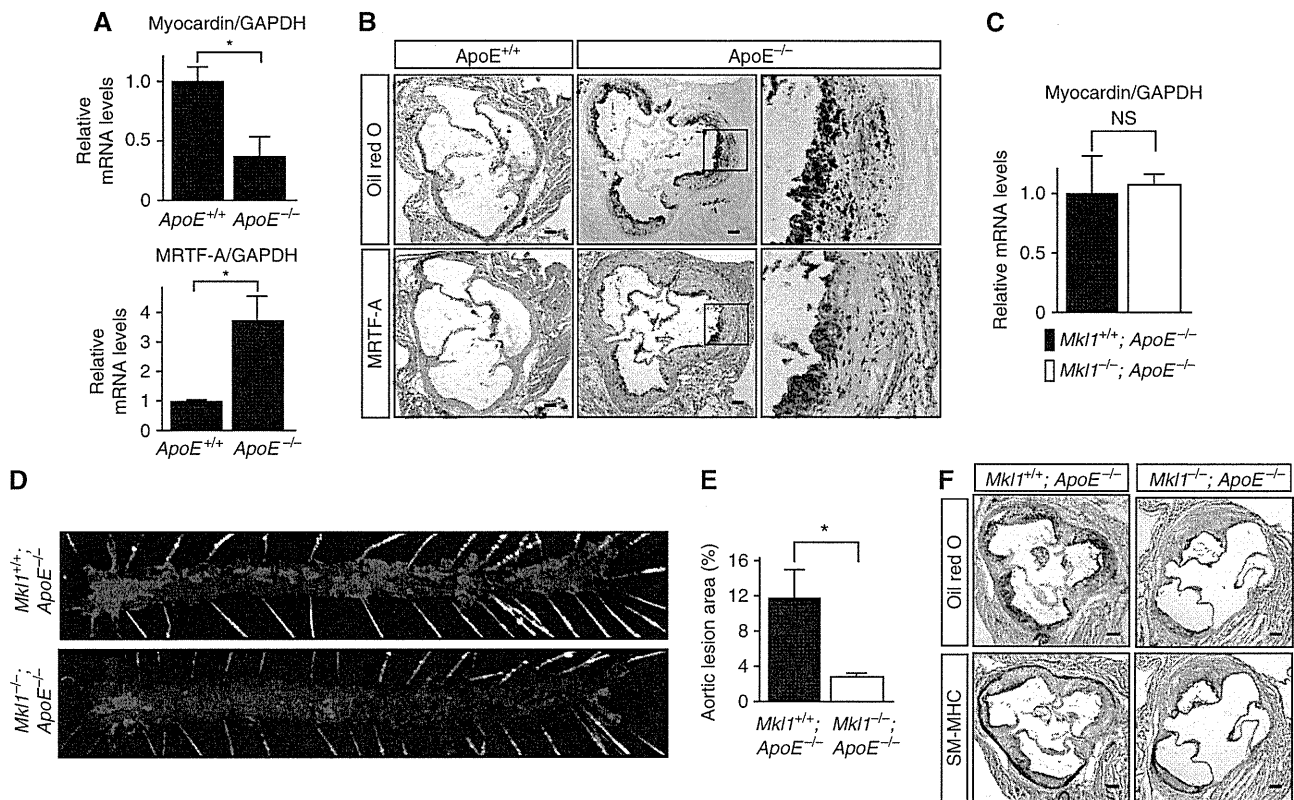 A
Myocardin/GAPDH
*
Relative
mRNA levels
1.0
0.5
0
ApoE+/+ ApoE−/−
MRTF-A/GAPDH
*
Relative
mRNA levels
4
3
2
1
0
ApoE+/+ ApoE−/−
B
ApoE+/+
ApoE−/−
Oil red O
MRTF-A
C
Myocardin/GAPDH
NS
Relative mRNA levels
1.0
0.5
0
Mkl1+/+; ApoE−/−
Mkl1−/−; ApoE−/−
D
Mkl1+/+;
ApoE−/−
Mkl1−/−;
ApoE−/−
E
*
Aortic lesion area (%)
16
12
8
4
0
Mkl1+/+; Mkl1−/−;
ApoE−/− ApoE−/−
F
Mkl1+/+; ApoE−/−
Mkl1−/−; ApoE−/−
Oil red O
SM-MHC